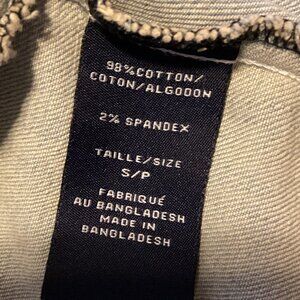 98%COTTON/
COTON/ALGODON
2% SPANDEX
TAILLE/SIZE
S/P
FABRIQUÉ
AU BANGLADESH
MADE IN
BANGLADESH